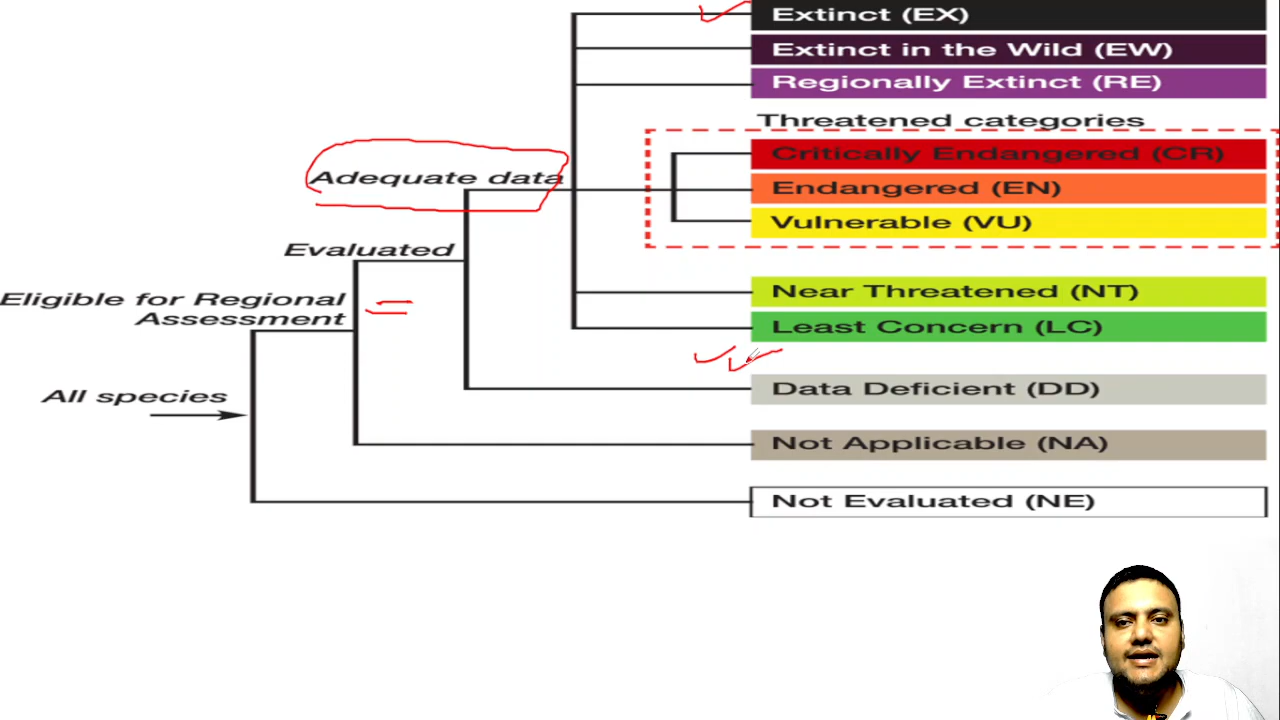 Extinct (EX)
Extinct in the Wild (EW)
Regionally Extinct (RE)
Threatened categories
Critically Endangered (CR)
Adequate data
Endangered (EN)
Vulnerable (VU)
Evaluated
Near Threatened (NT)
Eligible for Regional
Assessment
Least Concern (LC)
Data Deficient (DD)
All species
Not Applicable (NA)
Not Evaluated (NE)